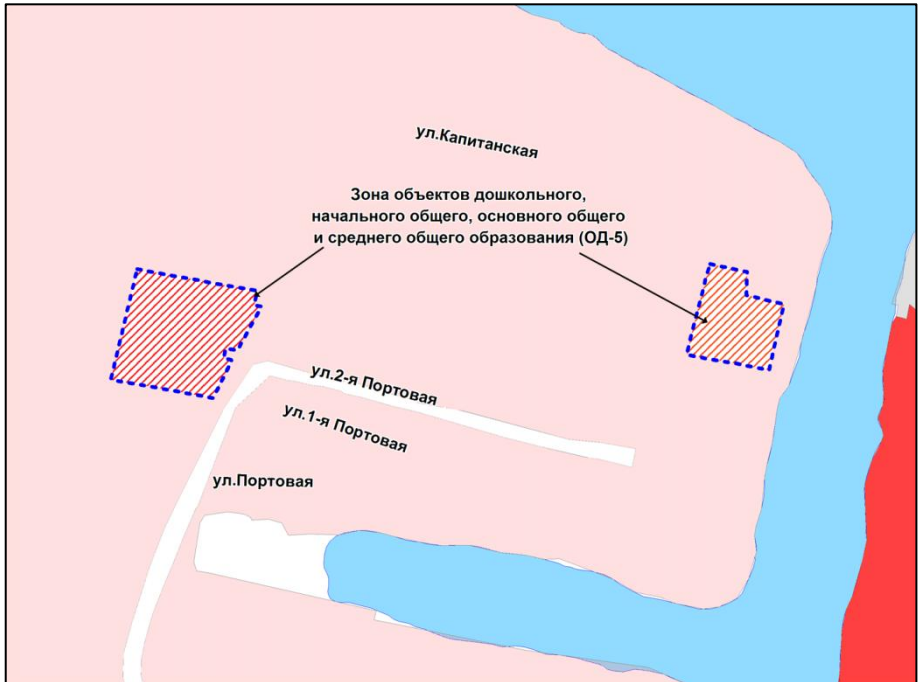 ул.Капитанская
Зона объектов дошкольного,
начального общего, основного общего
и среднего общего образования (ОД-5)
ул.2-я Портовая
ул.1-я Портовая
ул.Портовая